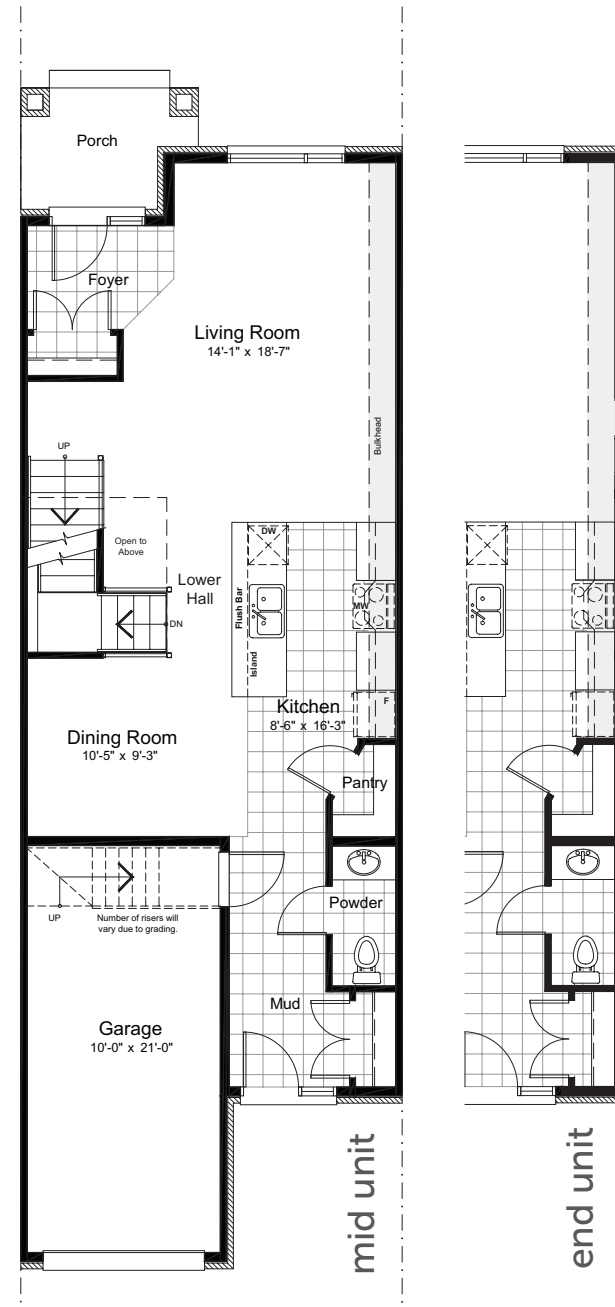 Porch
Foyer
Living Room
14'-1" x 18'-7"
Bulkhead
UP
Open to
Above
Lower
Hall
DN
DW
Flush Bar
Island
MW
F
Kitchen
8'-6" x 16'-3"
Dining Room
10'-5" x 9'-3"
Pantry
UP
Number of risers will
vary due to grading.
Powder
Mud
Garage
10'-0" x 21'-0"
mid unit
end unit